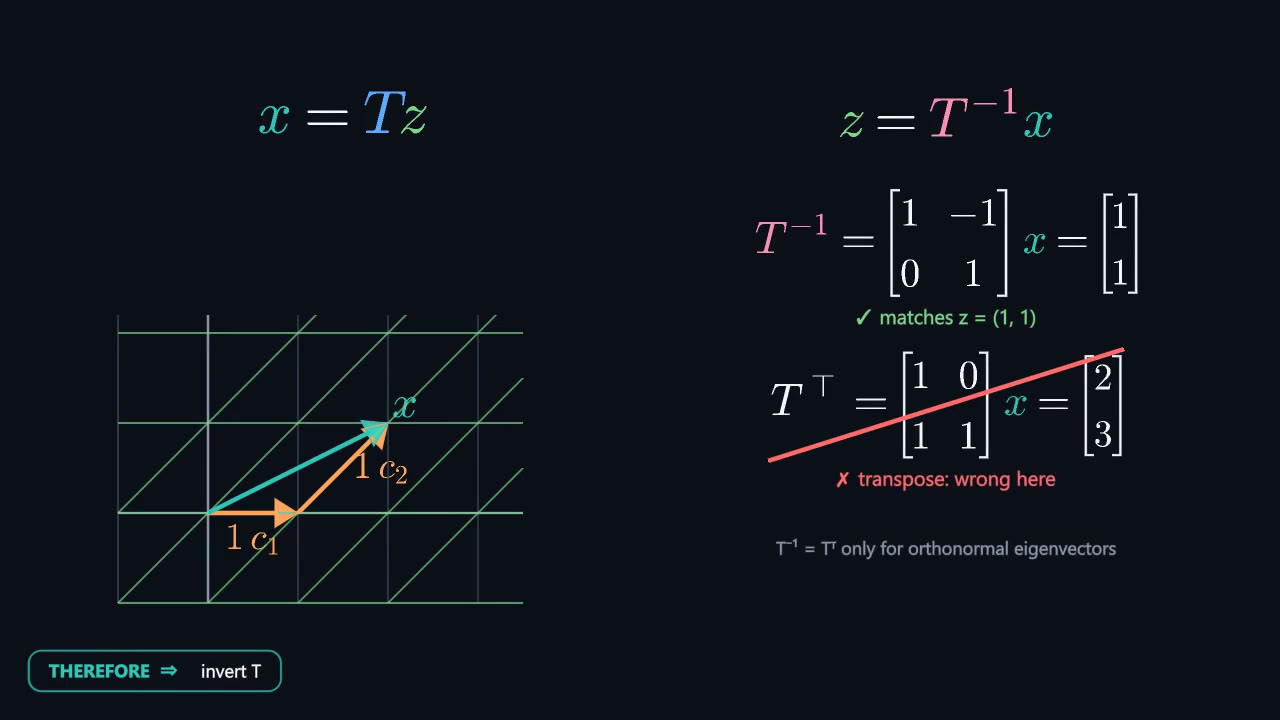 x = Tz
z = T⁻¹x
T⁻¹ = [1 −1; 0 1] x = [1; 1]
✓ matches z = (1, 1)
T^⊤ = [1 0; 1 1] x = [2; 3]
✗ transpose: wrong here
T⁻¹ = Tᵀ only for orthonormal eigenvectors
x
1 c₂
1 c₁
THEREFORE ⇒ invert T